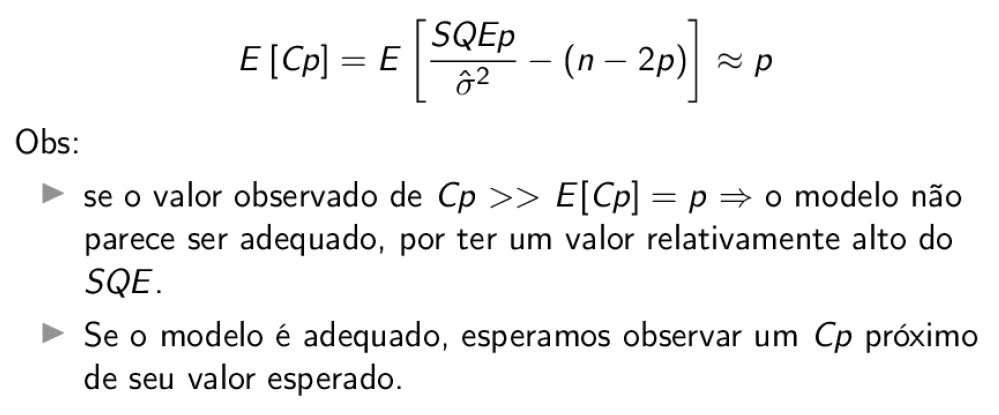 E [Cp] = E [ SQEp / σ̂² − (n − 2p) ] ≈ p
Obs:
▶ se o valor observado de Cp >> E[Cp] = p ⇒ o modelo não
parece ser adequado, por ter um valor relativamente alto do
SQE.
▶ Se o modelo é adequado, esperamos observar um Cp próximo
de seu valor esperado.